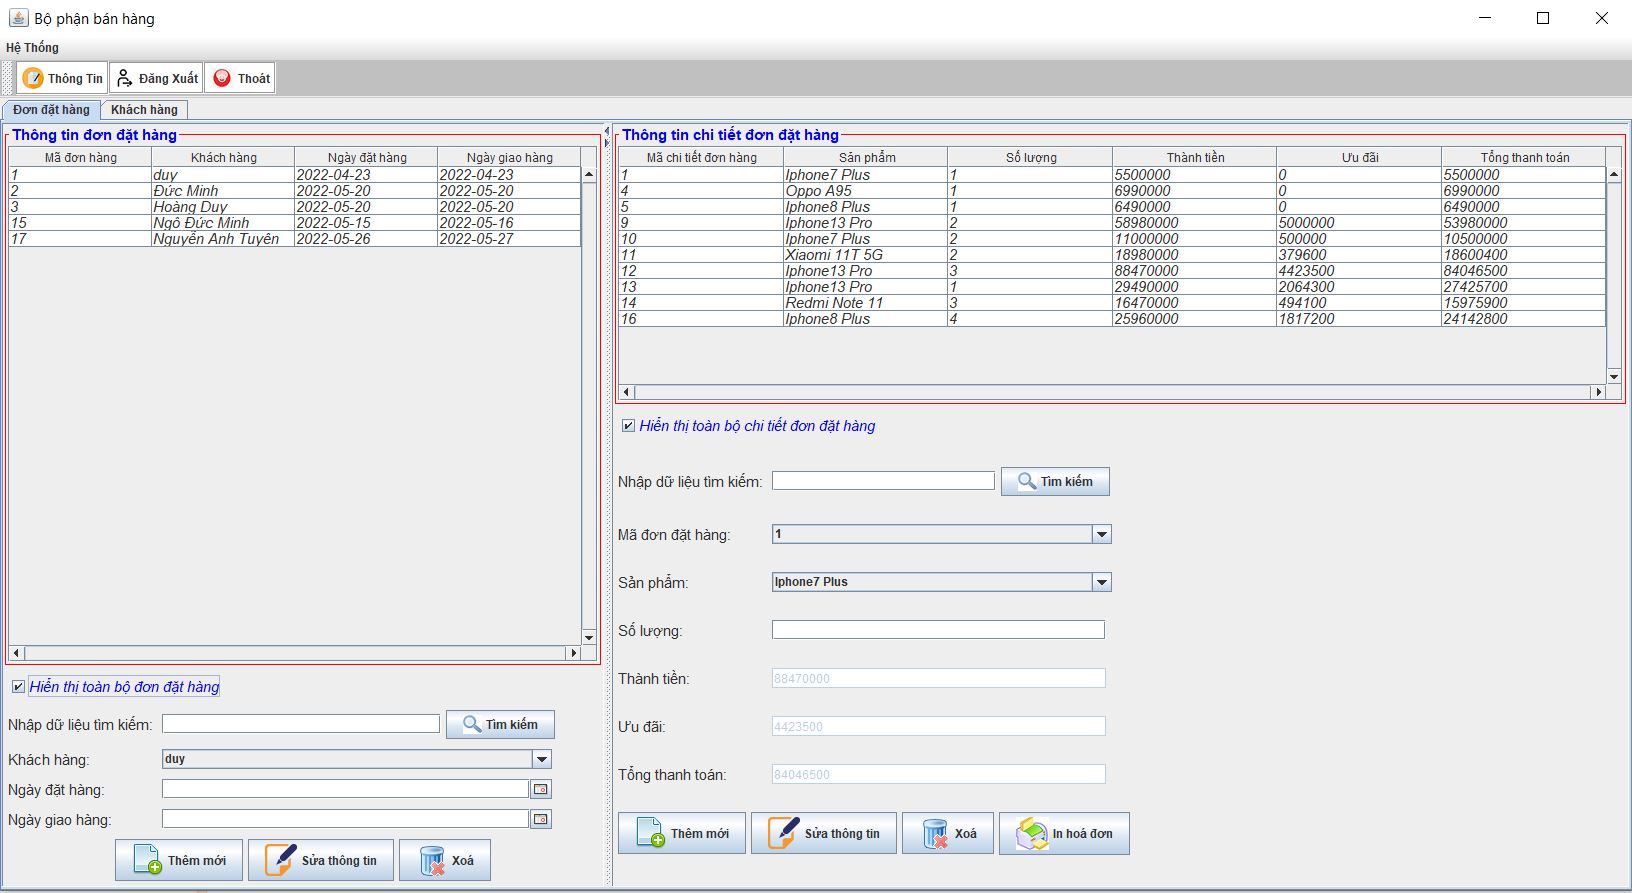 Bộ phận bán hàng
Hệ Thống
Thông Tin Đăng Xuất Thoát
Đơn đặt hàng Khách hàng
Thông tin đơn đặt hàng
Mã đơn hàng Khách hàng Ngày đặt hàng Ngày giao hàng
1 duy 2022-04-23 2022-04-23
2 Đức Minh 2022-05-20 2022-05-20
3 Hoàng Duy 2022-05-20 2022-05-20
15 Ngô Đức Minh 2022-05-15 2022-05-16
17 Nguyễn Anh Tuyên 2022-05-26 2022-05-27
Hiển thị toàn bộ đơn đặt hàng
Nhập dữ liệu tìm kiếm: Tìm kiếm
Khách hàng: duy
Ngày đặt hàng:
Ngày giao hàng:
Thêm mới Sửa thông tin Xoá
Thông tin chi tiết đơn đặt hàng
Mã chi tiết đơn hàng Sản phẩm Số lượng Thành tiền Ưu đãi Tổng thanh toán
1 Iphone7 Plus 1 5500000 0 5500000
4 Oppo A95 1 6990000 0 6990000
5 Iphone8 Plus 1 6490000 0 6490000
9 Iphone13 Pro 2 58980000 5000000 53980000
10 Iphone7 Plus 2 11000000 500000 10500000
11 Xiaomi 11T 5G 2 18980000 379600 18600400
12 Iphone13 Pro 3 88470000 4423500 84046500
13 Iphone13 Pro 1 29490000 2064300 27425700
14 Redmi Note 11 3 16470000 494100 15975900
16 Iphone8 Plus 4 25960000 1817200 24142800
Hiển thị toàn bộ chi tiết đơn đặt hàng
Nhập dữ liệu tìm kiếm: Tìm kiếm
Mã đơn đặt hàng: 1
Sản phẩm: Iphone7 Plus
Số lượng:
Thành tiền: 88470000
Ưu đãi: 4423500
Tổng thanh toán: 84046500
Thêm mới Sửa thông tin Xoá In hoá đơn